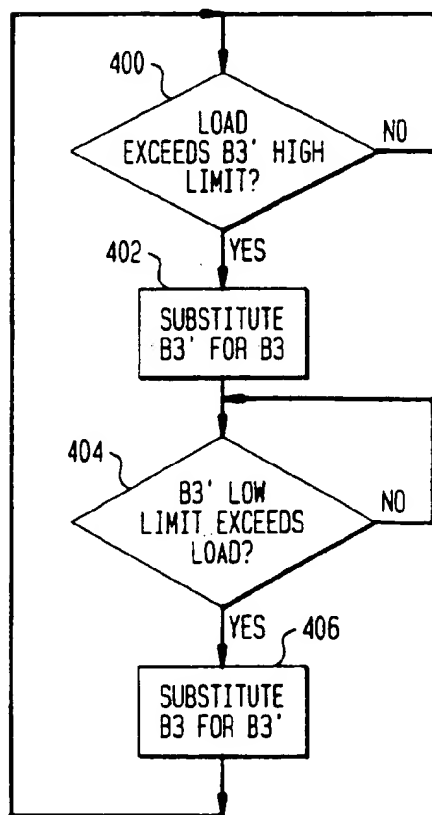 400
LOAD
EXCEEDS B3' HIGH
LIMIT?
NO
YES
402
SUBSTITUTE
B3' FOR B3
404
B3' LOW
LIMIT EXCEEDS
LOAD?
NO
YES
406
SUBSTITUTE
B3 FOR B3'